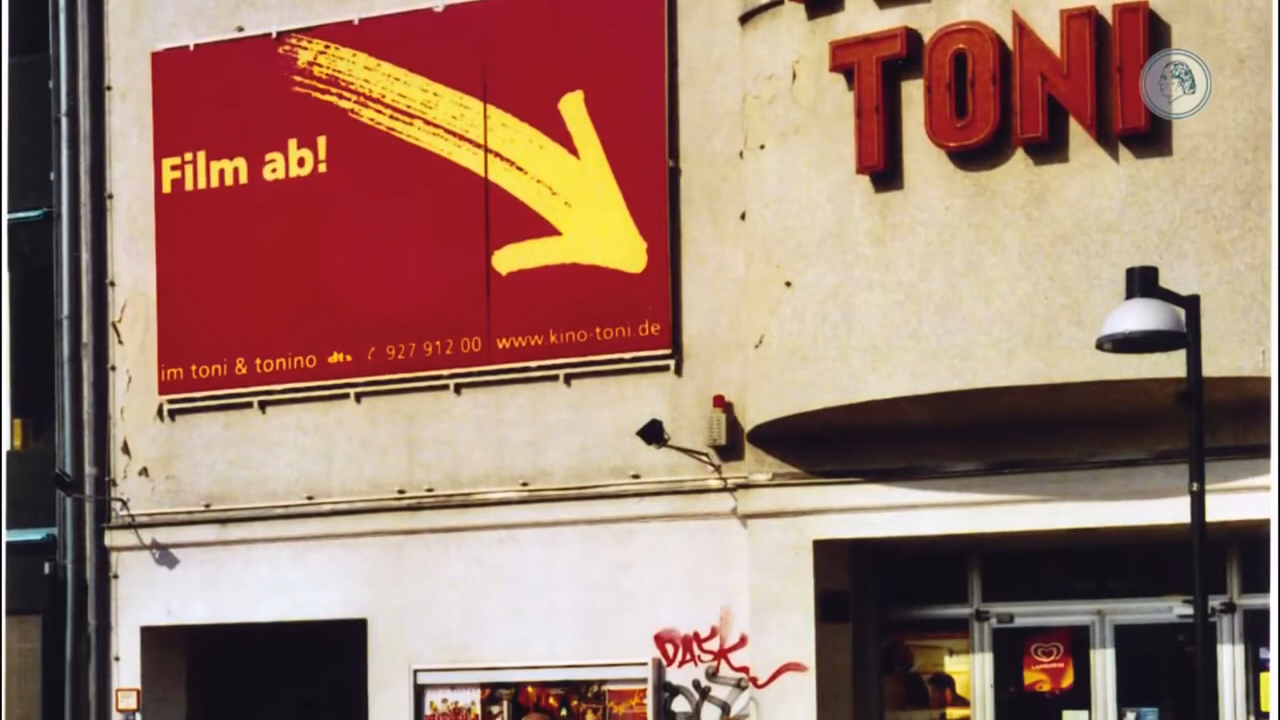 TONI
Film ab!
im toni & tonino dts ✆ 927 912 00 www.kino-toni.de
DASK